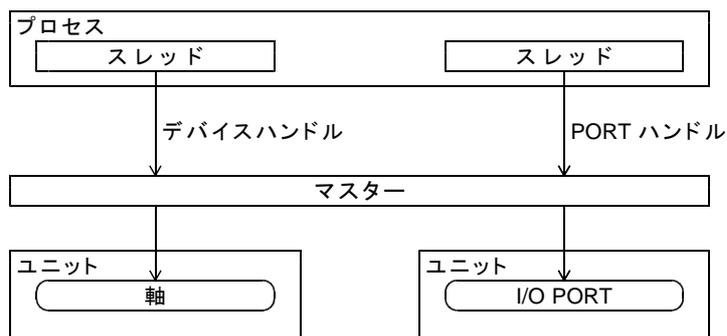 プロセス
スレッド
スレッド
デバイスハンドル
PORT ハンドル
マスター
ユニット
ユニット
軸
I/O PORT